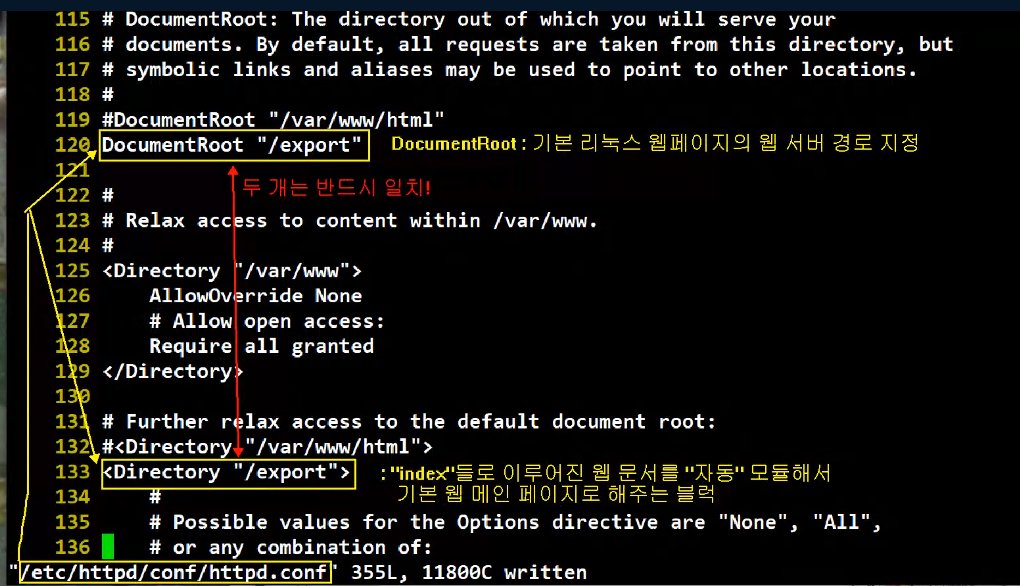 115 # DocumentRoot: The directory out of which you will serve your
116 # documents. By default, all requests are taken from this directory, but
117 # symbolic links and aliases may be used to point to other locations.
118 #
119 #DocumentRoot "/var/www/html"
120 DocumentRoot "/export" DocumentRoot : 기본 리눅스 웹페이지의 웹 서버 경로 지정
121
두 개는 반드시 일치!
122 #
123 # Relax access to content within /var/www.
124 #
125 <Directory "/var/www">
126     AllowOverride None
127     # Allow open access:
128     Require all granted
129 </Directory>
130
131 # Further relax access to the default document root:
132 #<Directory "/var/www/html">
133 <Directory "/export"> : "index"들로 이루어진 웹 문서를 "자동" 모듈해서
134     # 기본 웹 메인 페이지로 해주는 블럭
135     # Possible values for the Options directive are "None", "All",
136     # or any combination of:
"/etc/httpd/conf/httpd.conf" 355L, 11800C written